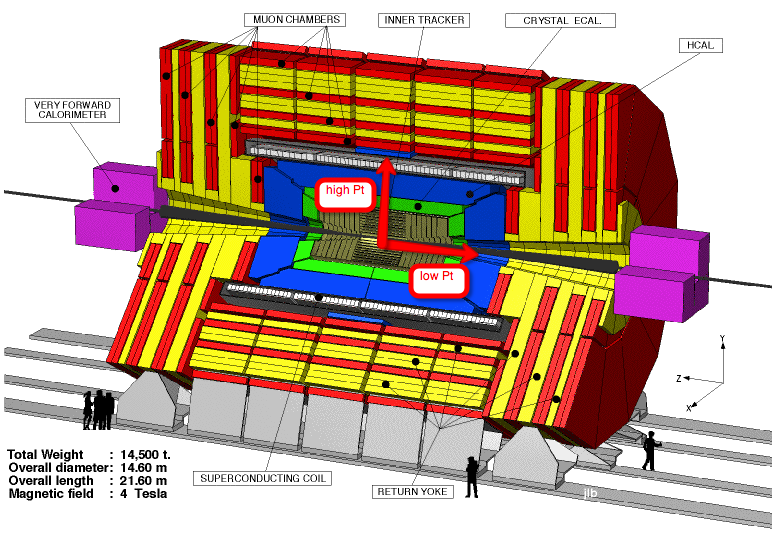 MUON CHAMBERS
INNER TRACKER
CRYSTAL ECAL.
HCAL.
VERY FORWARD
CALORIMETER
high Pt
low Pt
Y
Z
X
Total Weight : 14,500 t.
Overall diameter: 14.60 m
Overall length : 21.60 m
Magnetic field : 4 Tesla
SUPERCONDUCTING COIL
RETURN YOKE
jlb